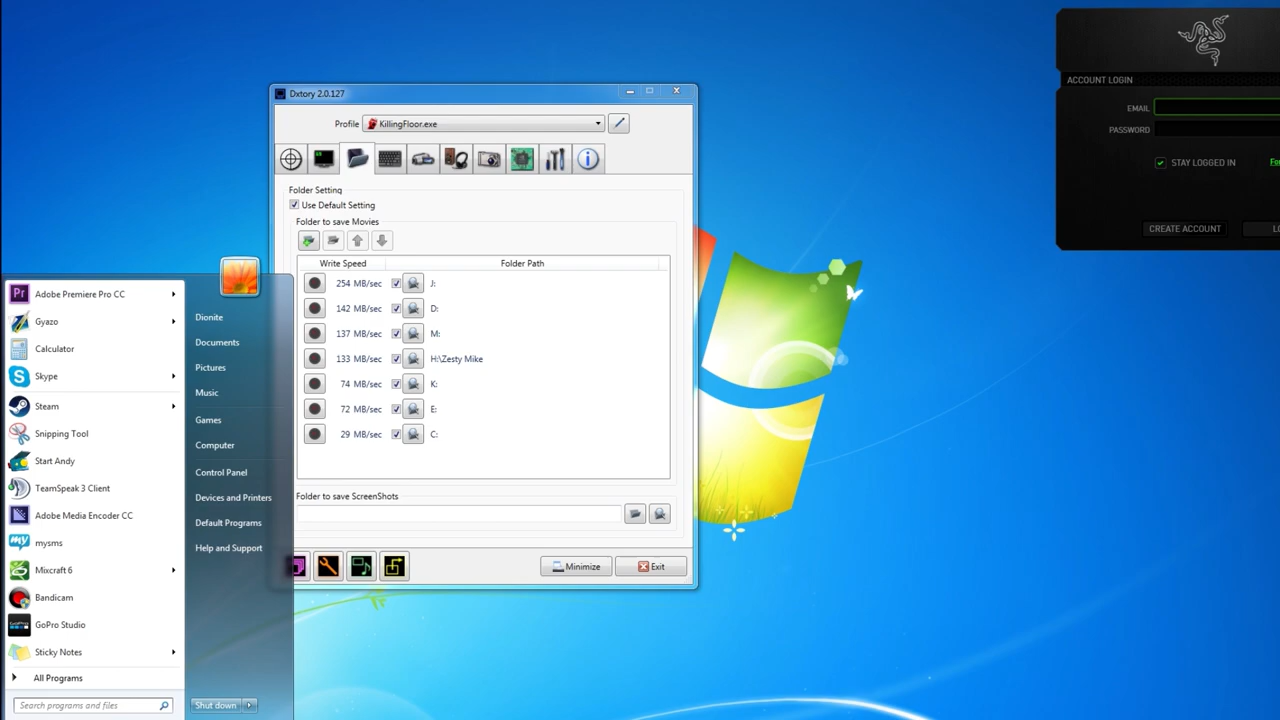 ACCOUNT LOGIN
EMAIL
PASSWORD
STAY LOGGED IN
CREATE ACCOUNT
Dxtory 2.0.127
Profile
KillingFloor.exe
Folder Setting
Use Default Setting
Folder to save Movies
Write Speed Folder Path
254 MB/sec J:
142 MB/sec D:
137 MB/sec M:
133 MB/sec H:\Zesty Mike
74 MB/sec K:
72 MB/sec E:
29 MB/sec C:
Folder to save ScreenShots
Minimize Exit
Pr Adobe Premiere Pro CC
Gyazo
Calculator
Skype
Steam
Snipping Tool
Start Andy
TeamSpeak 3 Client
Adobe Media Encoder CC
my mysms
Mixcraft 6
Bandicam
GoPro GoPro Studio
Sticky Notes
All Programs
Search programs and files
Dionite
Documents
Pictures
Music
Games
Computer
Control Panel
Devices and Printers
Default Programs
Help and Support
Shut down